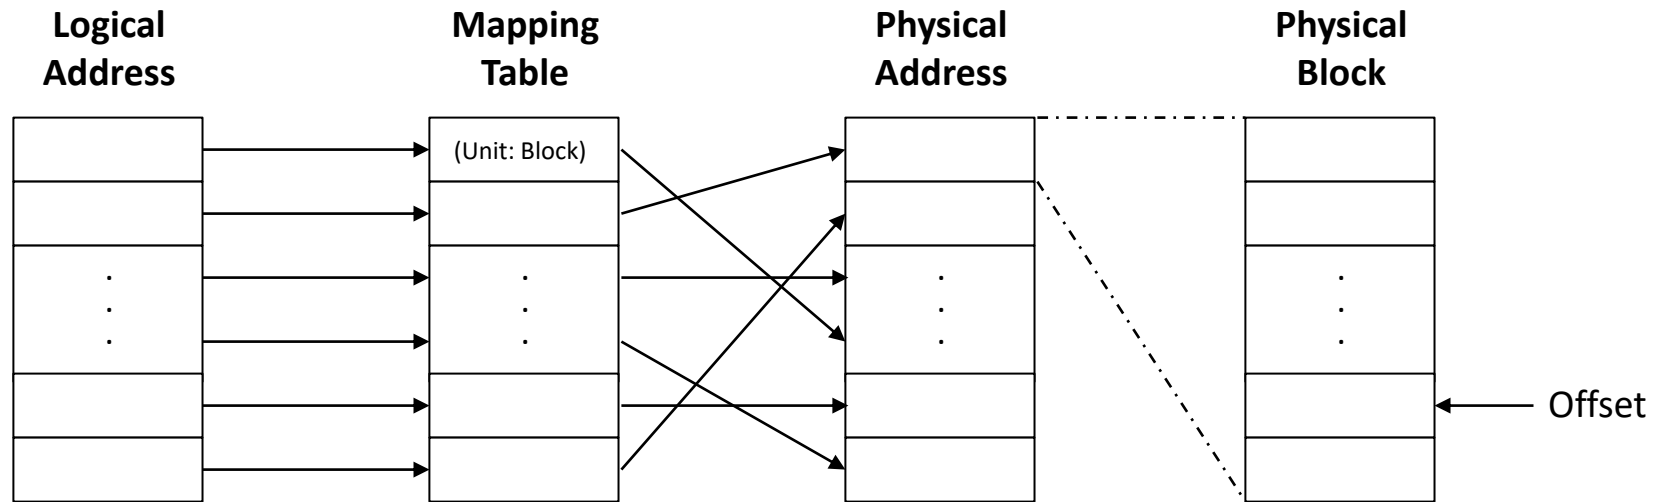 Logical
Address
Mapping
Table
Physical
Address
Physical
Block
(Unit: Block)
Offset